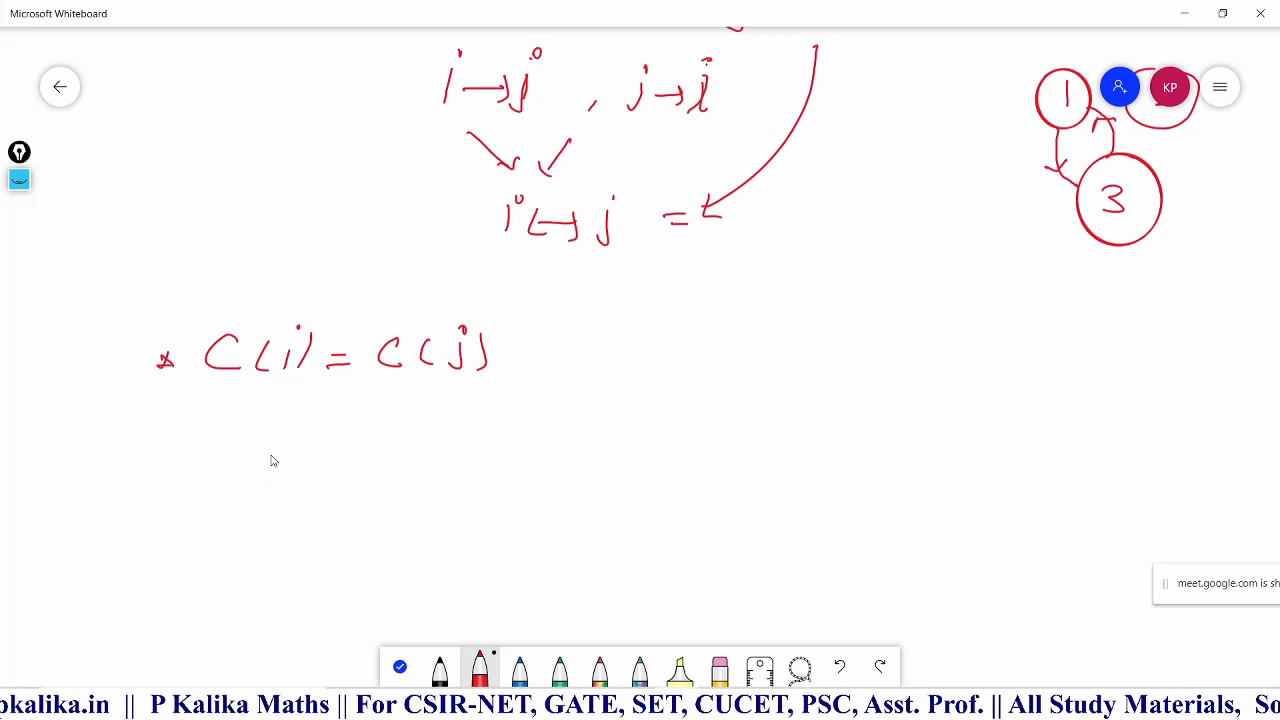 Microsoft Whiteboard
i → j , j → i
1
KP
i ↔ j =
3
* C(i) = C(j)
meet.google.com is sh
pkalika.in || P Kalika Maths || For CSIR-NET, GATE, SET, CUCET, PSC, Asst. Prof. || All Study Materials, So